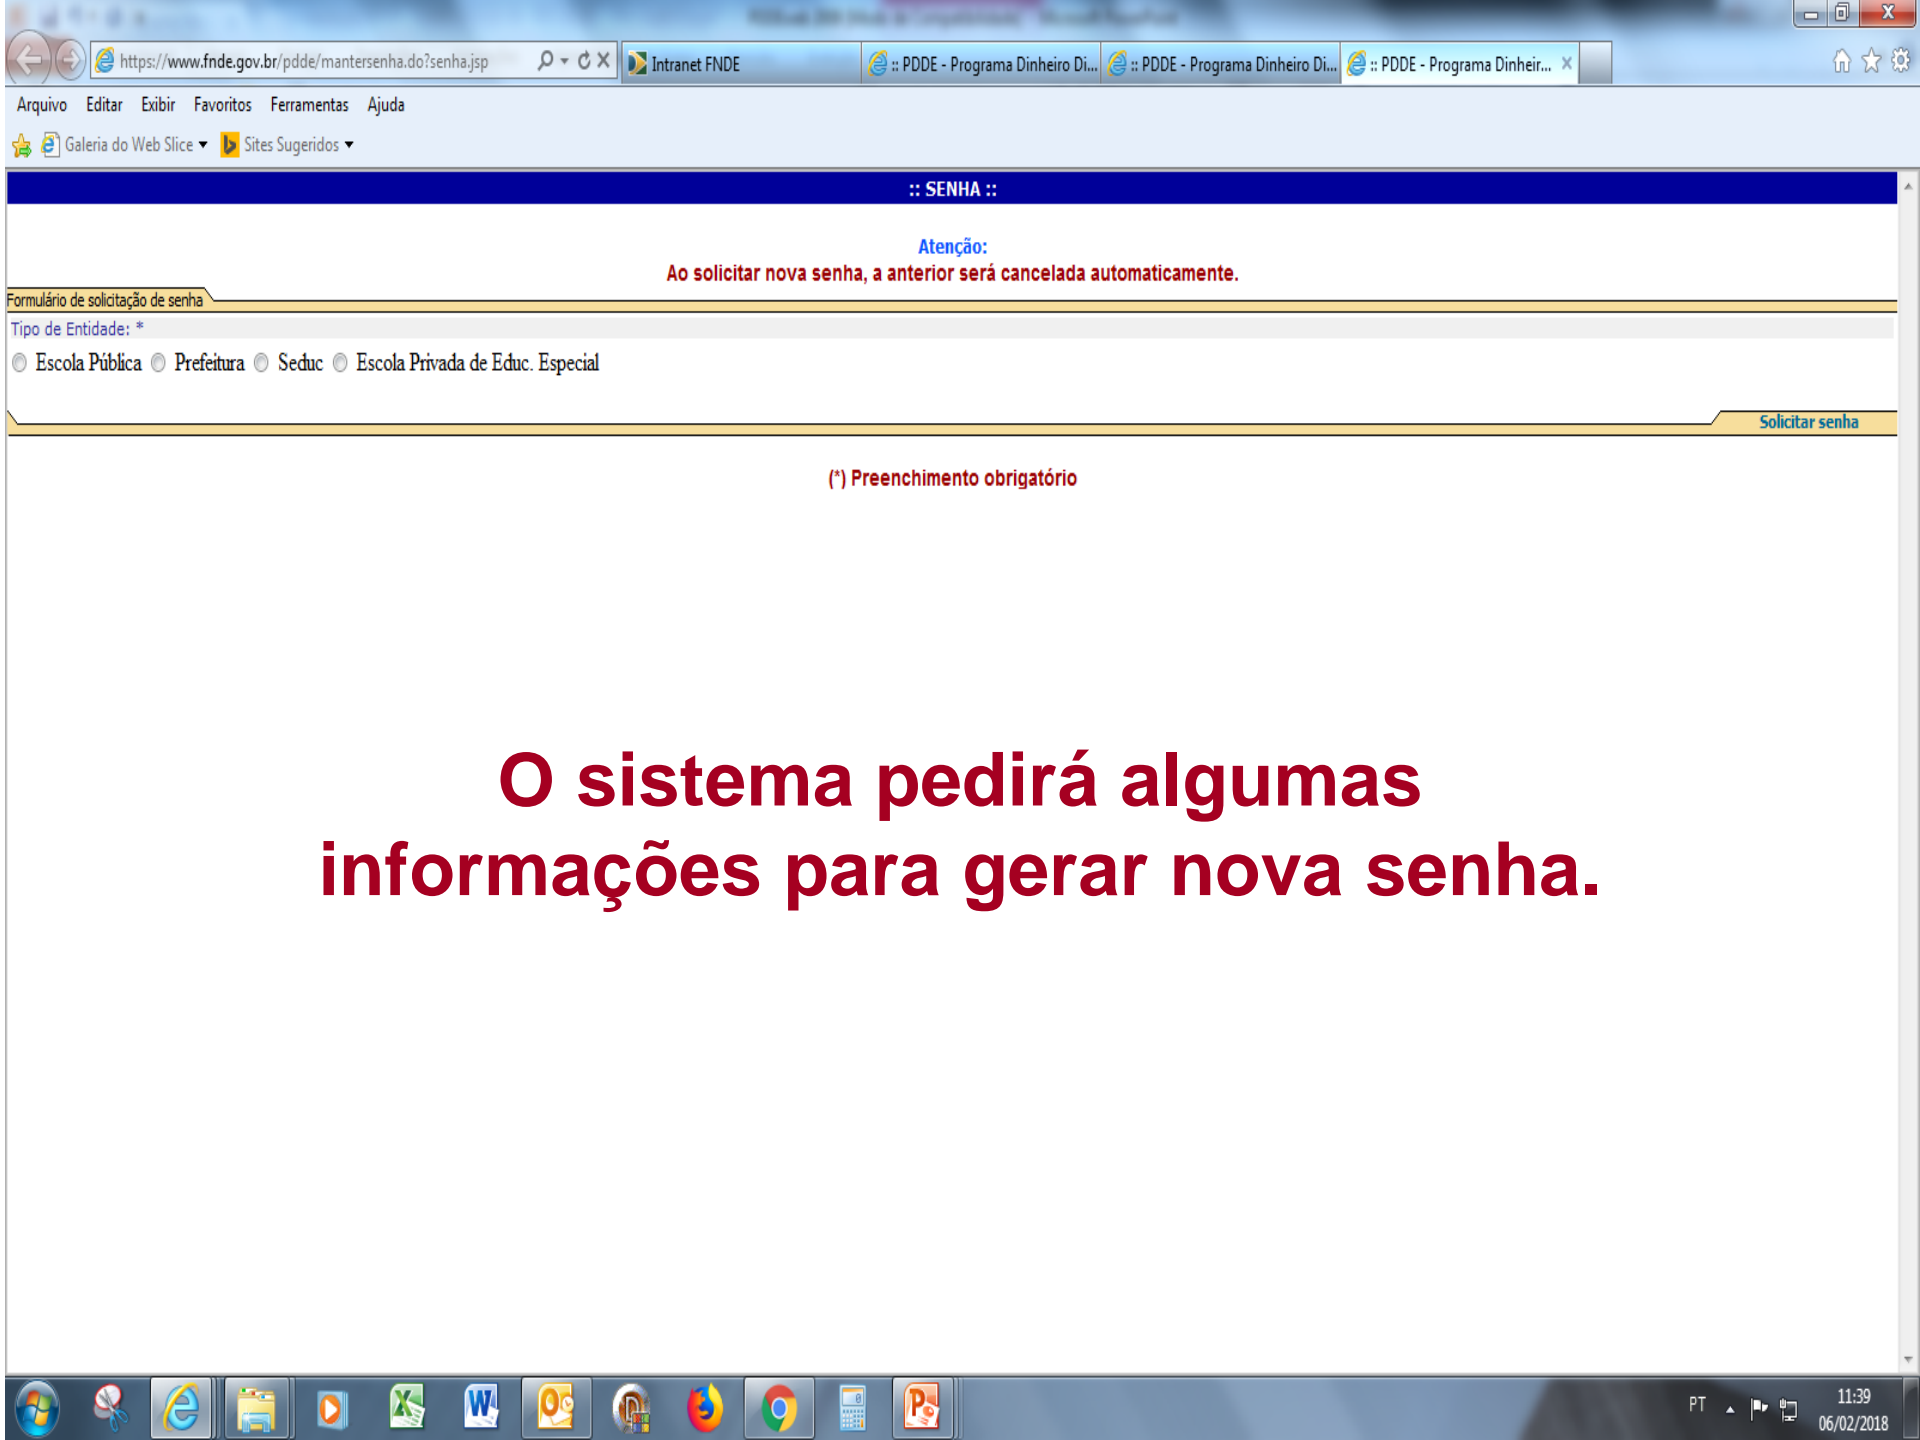 https://www.fnde.gov.br/pdde/mantersenha.do?senha.jsp
Intranet FNDE
:: PDDE - Programa Dinheiro Di...
:: PDDE - Programa Dinheiro Di...
:: PDDE - Programa Dinheir...
Arquivo Editar Exibir Favoritos Ferramentas Ajuda
Galeria do Web Slice Sites Sugeridos
:: SENHA ::
Atenção:
Ao solicitar nova senha, a anterior será cancelada automaticamente.
Formulário de solicitação de senha
Tipo de Entidade: *
Escola Pública Prefeitura Seduc Escola Privada de Educ. Especial
Solicitar senha
(*) Preenchimento obrigatório
O sistema pedirá algumas
informações para gerar nova senha.
PT
11:39
06/02/2018